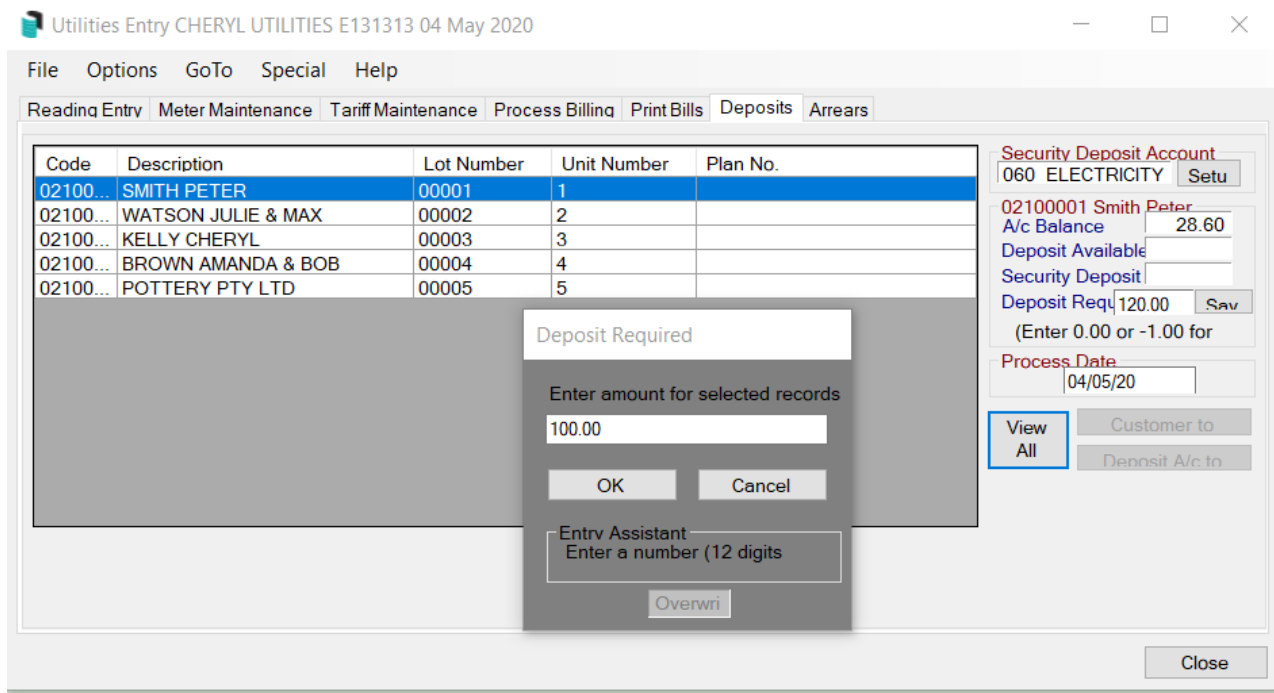 Utilities Entry CHERYL UTILITIES E131313 04 May 2020
File Options GoTo Special Help
Reading Entry Meter Maintenance Tariff Maintenance Process Billing Print Bills Deposits Arrears
Code Description Lot Number Unit Number Plan No.
02100... SMITH PETER 00001 1
02100... WATSON JULIE & MAX 00002 2
02100... KELLY CHERYL 00003 3
02100... BROWN AMANDA & BOB 00004 4
02100... POTTERY PTY LTD 00005 5
Security Deposit Account
060 ELECTRICITY Setu
02100001 Smith Peter
A/c Balance 28.60
Deposit Available
Security Deposit
Deposit Requ 120.00 Sav
(Enter 0.00 or -1.00 for
Process Date
04/05/20
View All
Customer to
Deposit A/c to
Deposit Required
Enter amount for selected records
100.00
OK Cancel
Entry Assistant
Enter a number (12 digits
Overwri
Close